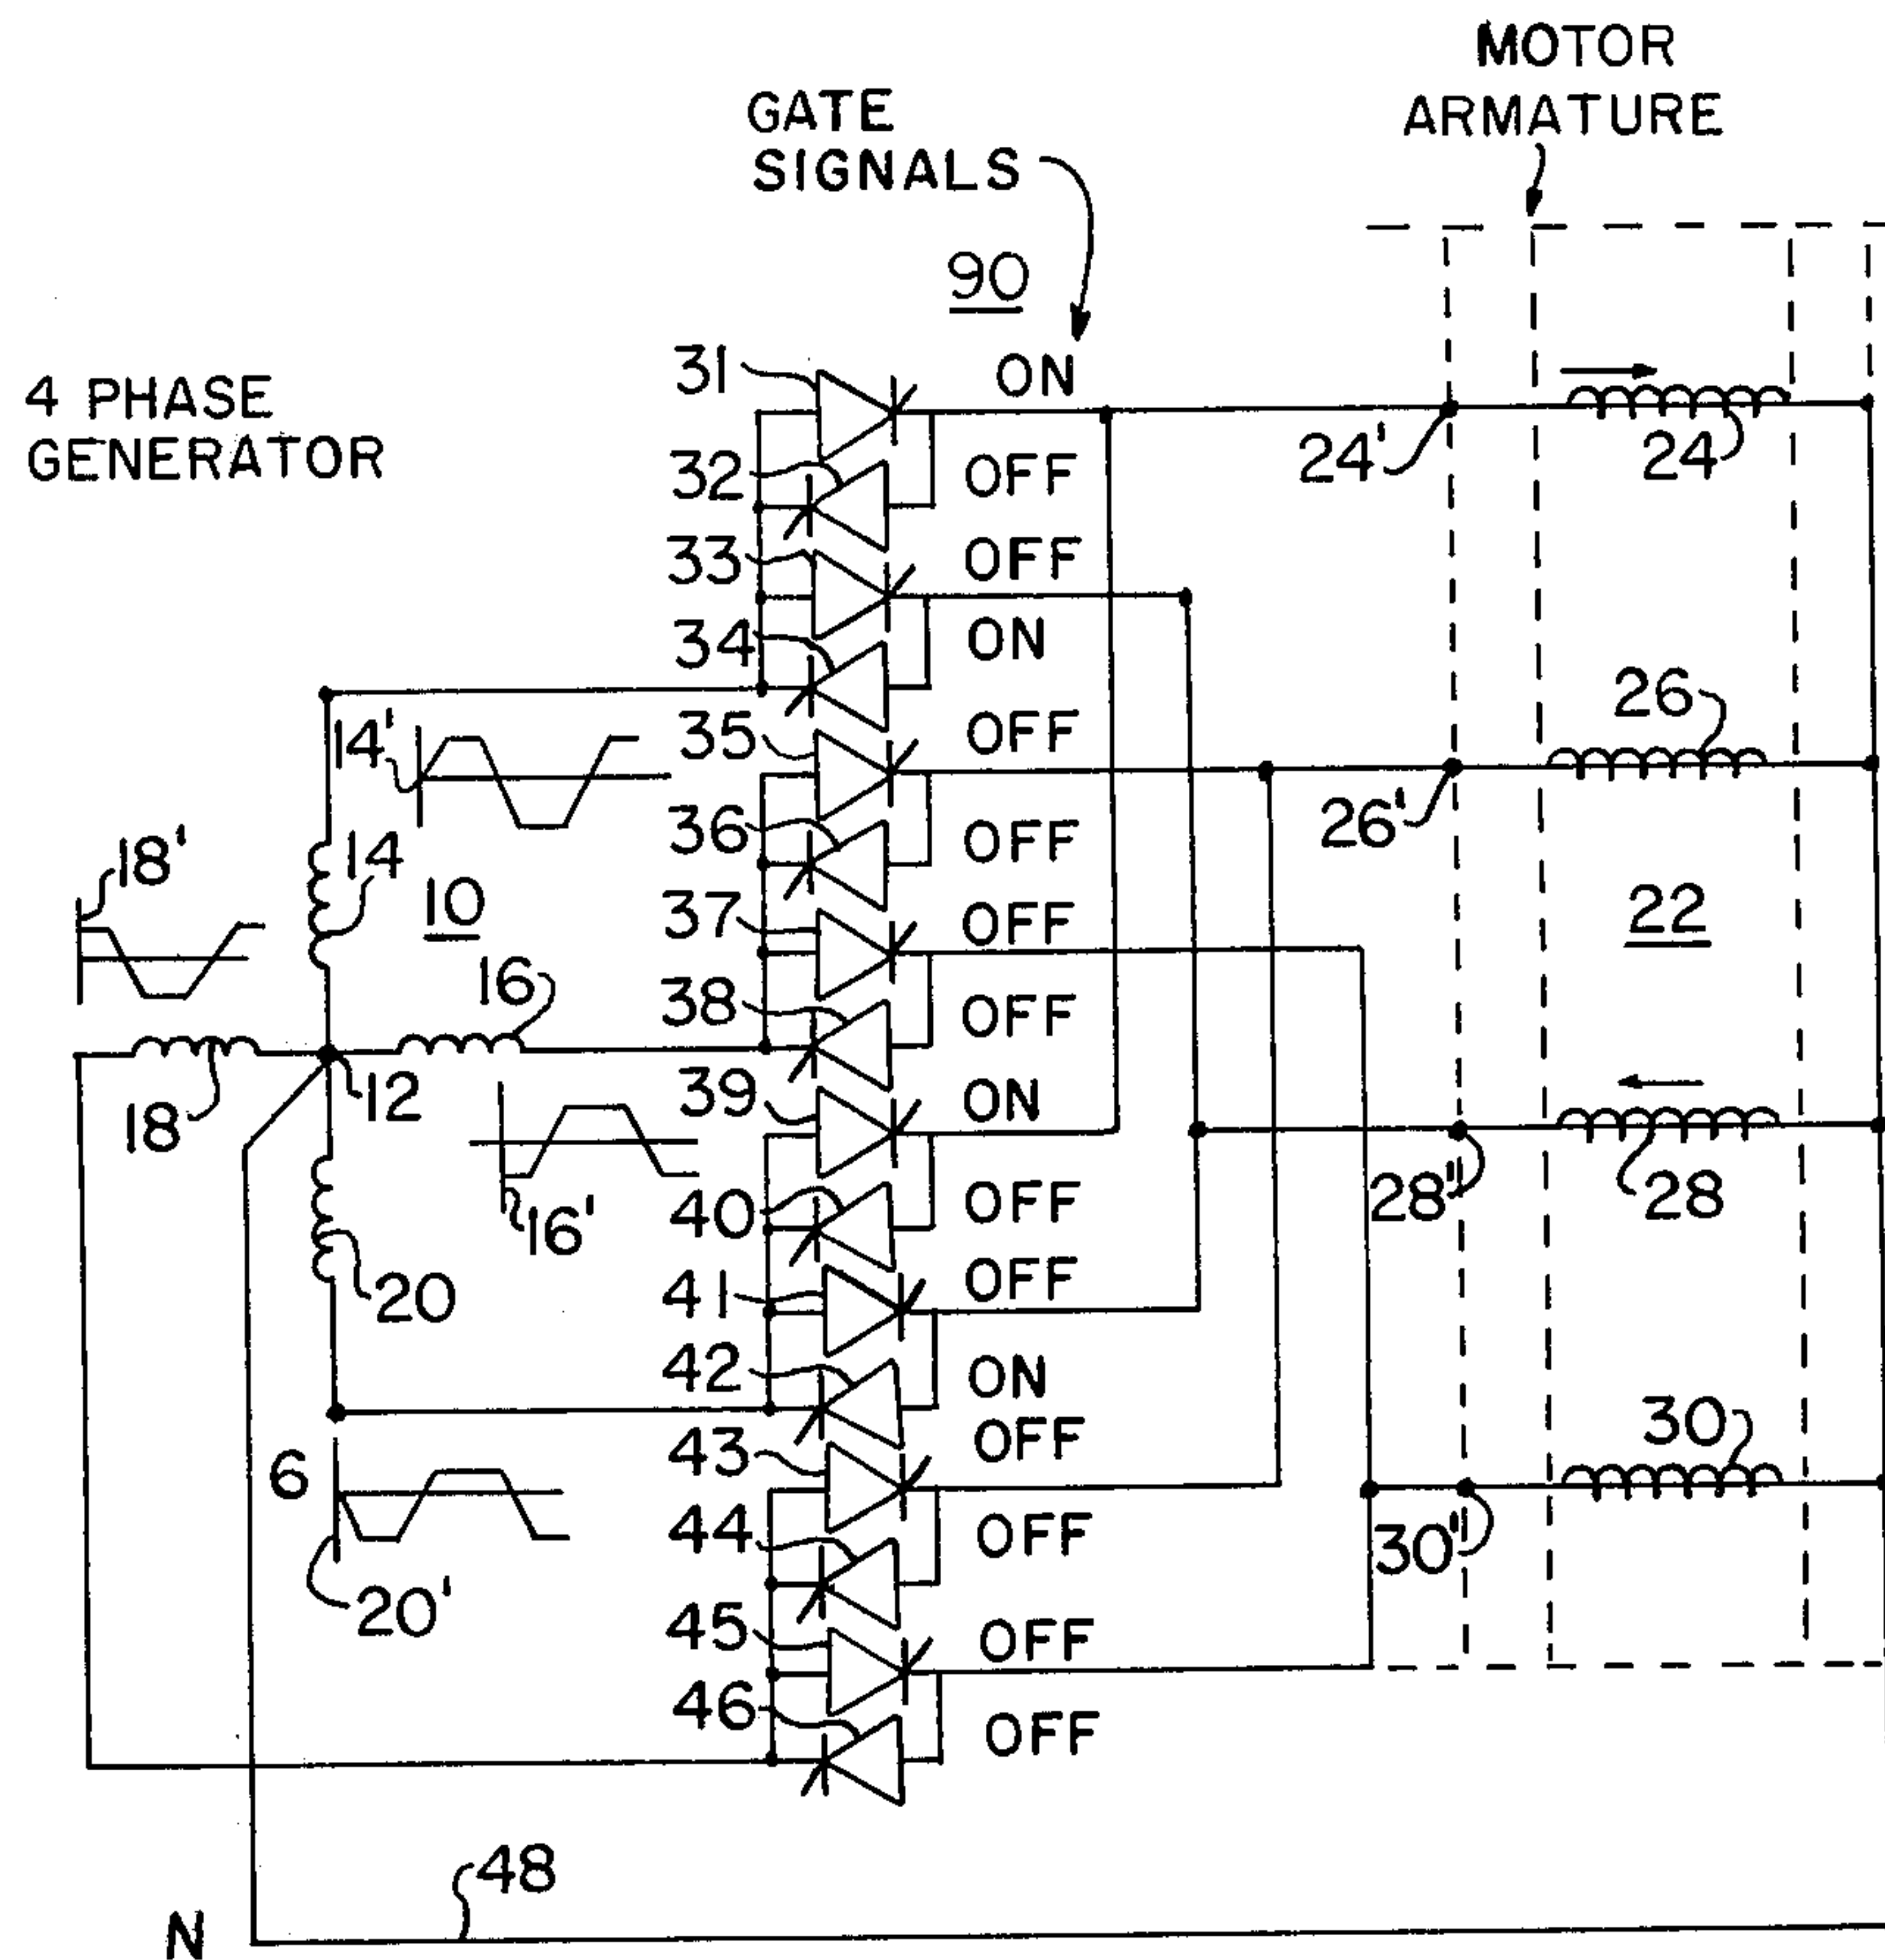 MOTOR
ARMATURE
GATE
SIGNALS
90
4 PHASE
GENERATOR
31
ON
24'
24
32
OFF
33
OFF
34
ON
35
OFF
26
14'
26'
36
OFF
18'
14
10
37
OFF
22
16
38
OFF
12
18
39
ON
28'
28
16'
40
OFF
20
41
OFF
42
ON
43
OFF
30
6
44
OFF
30'
20'
45
OFF
46
OFF
48
N